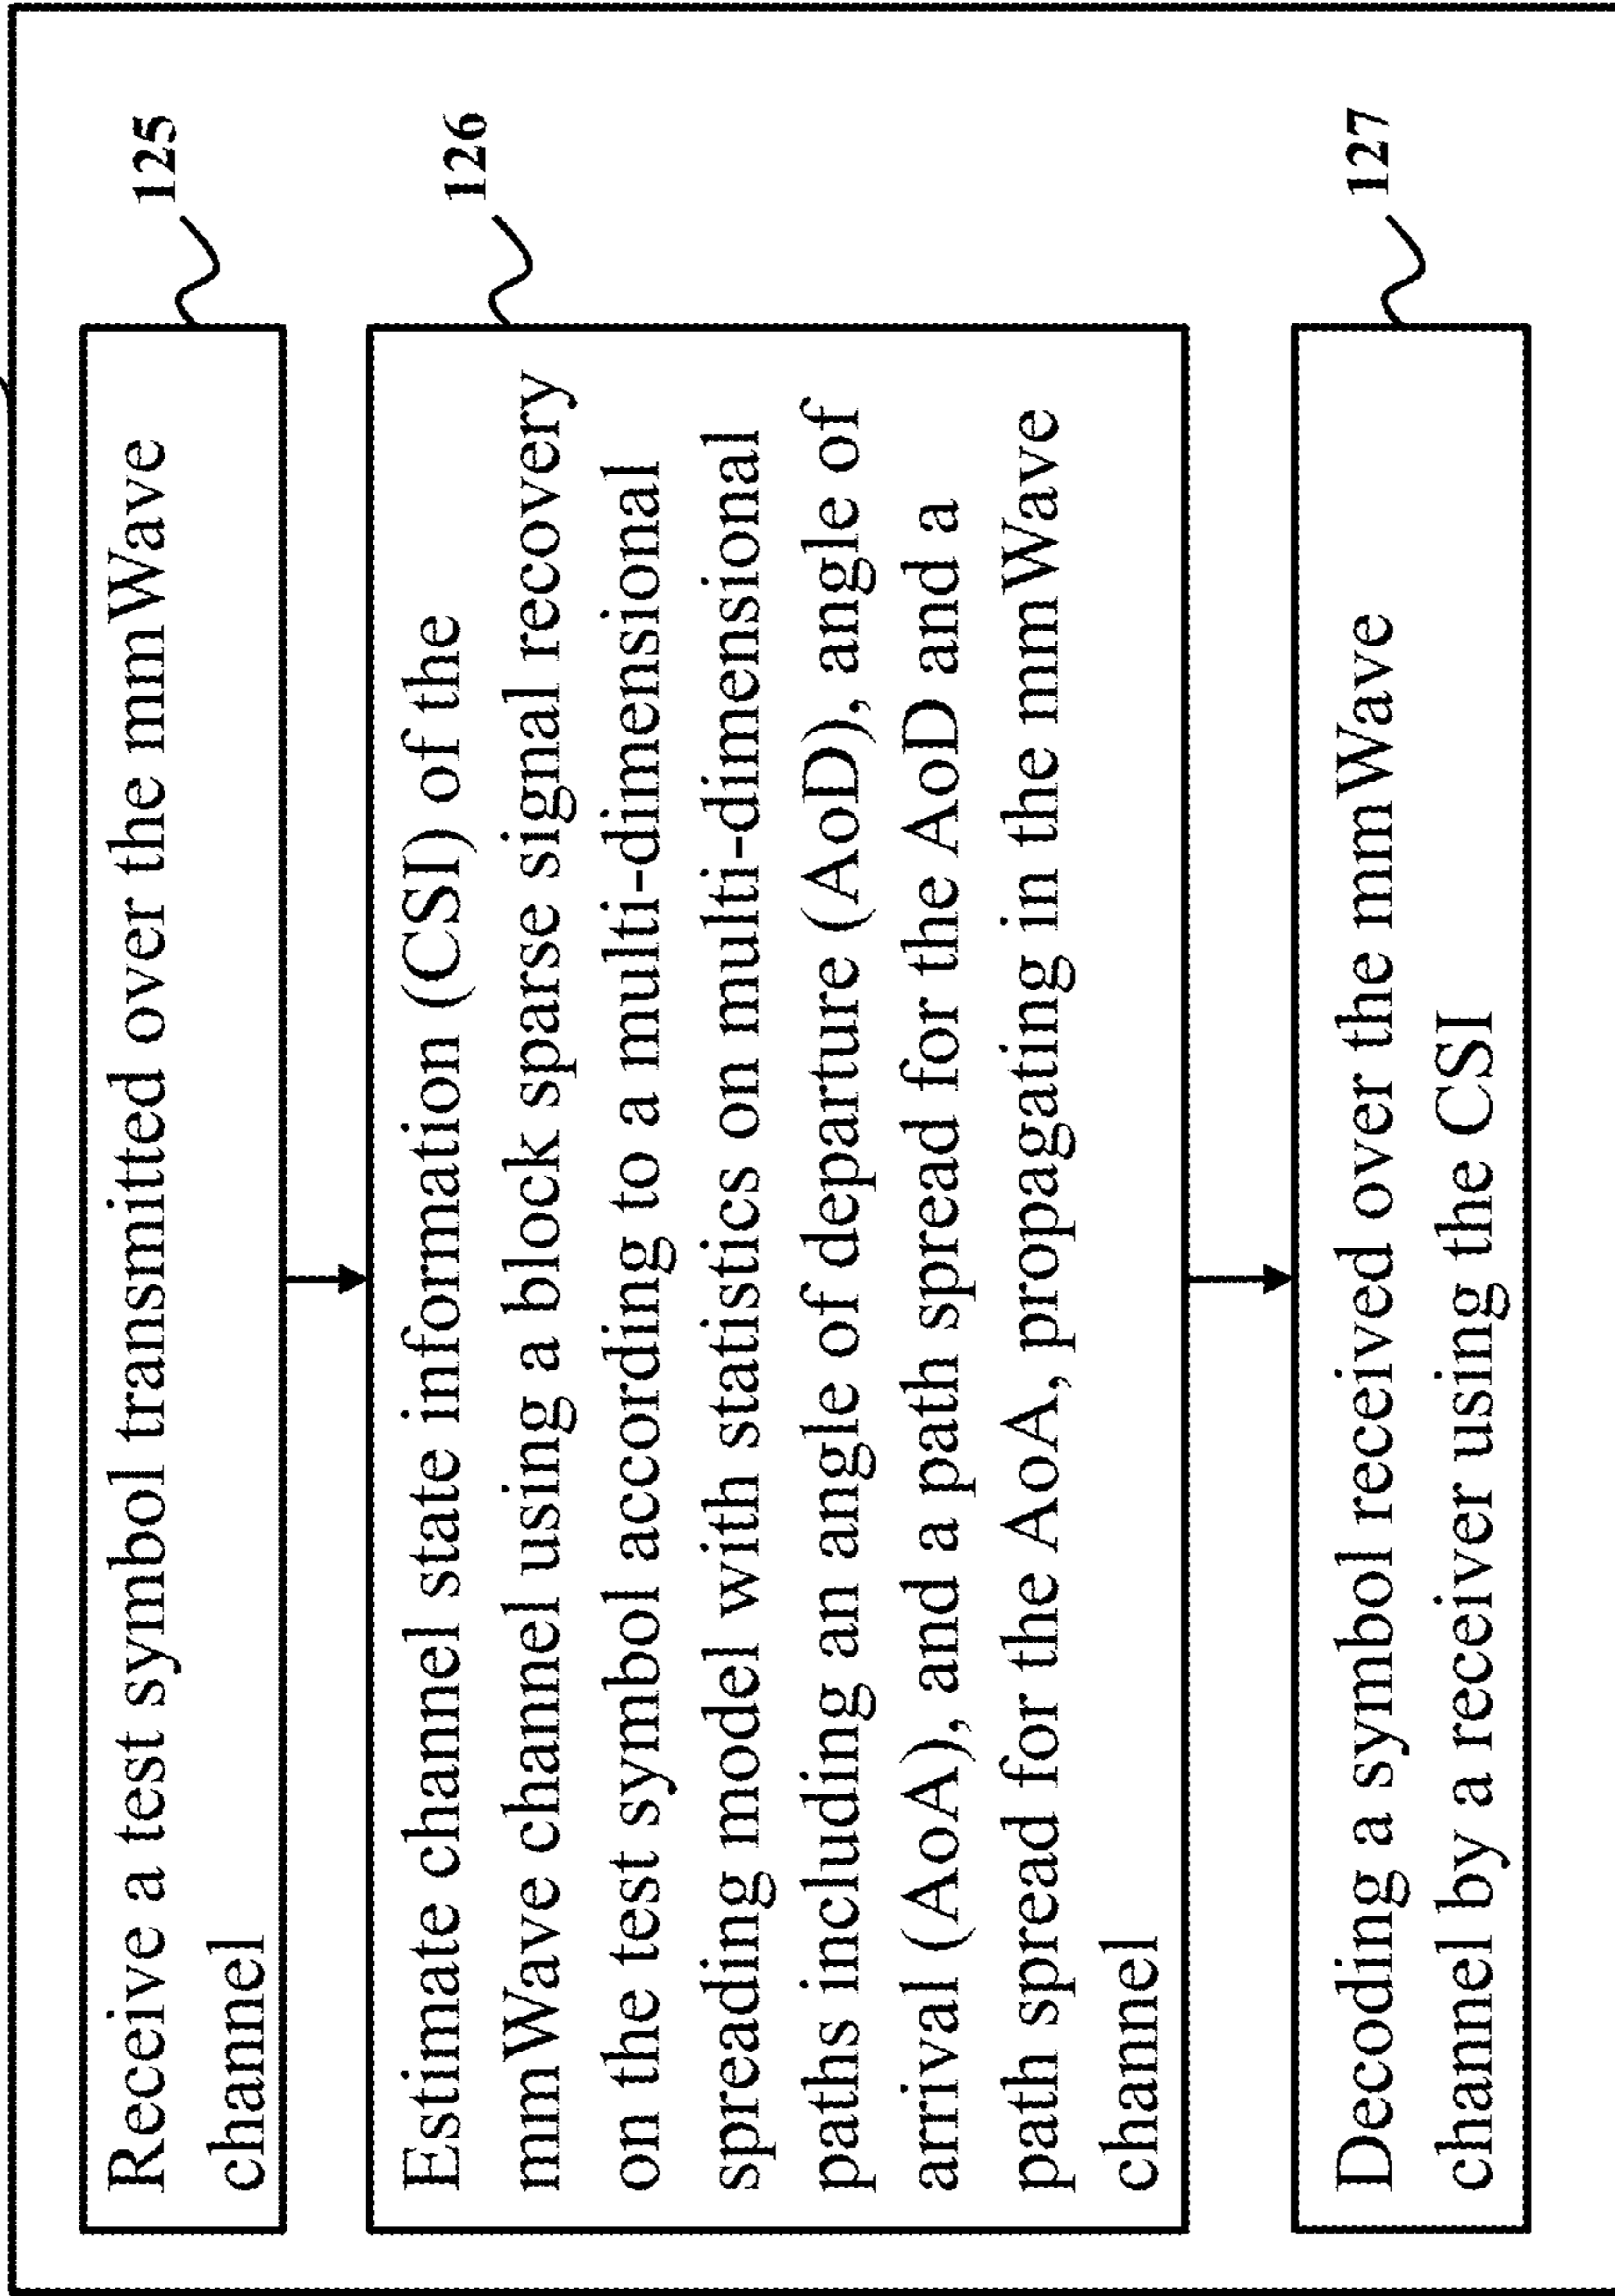 Receive a test symbol transmitted over the mmWave
channel
125
Estimate channel state information (CSI) of the
mmWave channel using a block sparse signal recovery
on the test symbol according to a multi-dimensional
spreading model with statistics on multi-dimensional
paths including an angle of departure (AoD), angle of
arrival (AoA), and a path spread for the AoD and a
path spread for the AoA, propagating in the mmWave
channel
126
Decoding a symbol received over the mmWave
channel by a receiver using the CSI
127